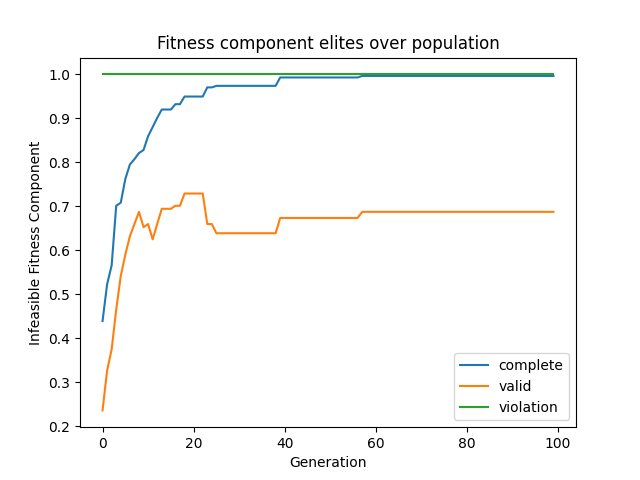 Fitness component elites over population
Infeasible Fitness Component
1.0
0.9
0.8
0.7
0.6
0.5
0.4
0.3
0.2
complete
valid
violation
0 20 40 60 80 100
Generation